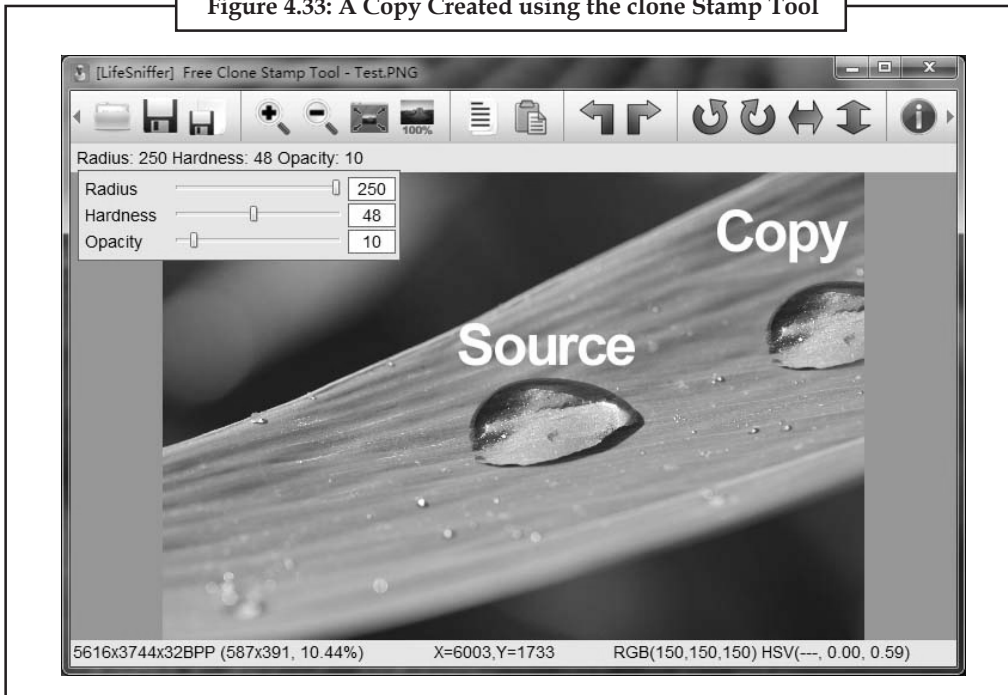 Figure 4.33: A Copy Created using the clone Stamp Tool
[LifeSniffer] Free Clone Stamp Tool - Test.PNG
100%
Radius: 250 Hardness: 48 Opacity: 10
Radius 250
Hardness 48
Opacity 10
Copy
Source
5616x3744x32BPP (587x391, 10.44%) X=6003,Y=1733 RGB(150,150,150) HSV(---, 0.00, 0.59)